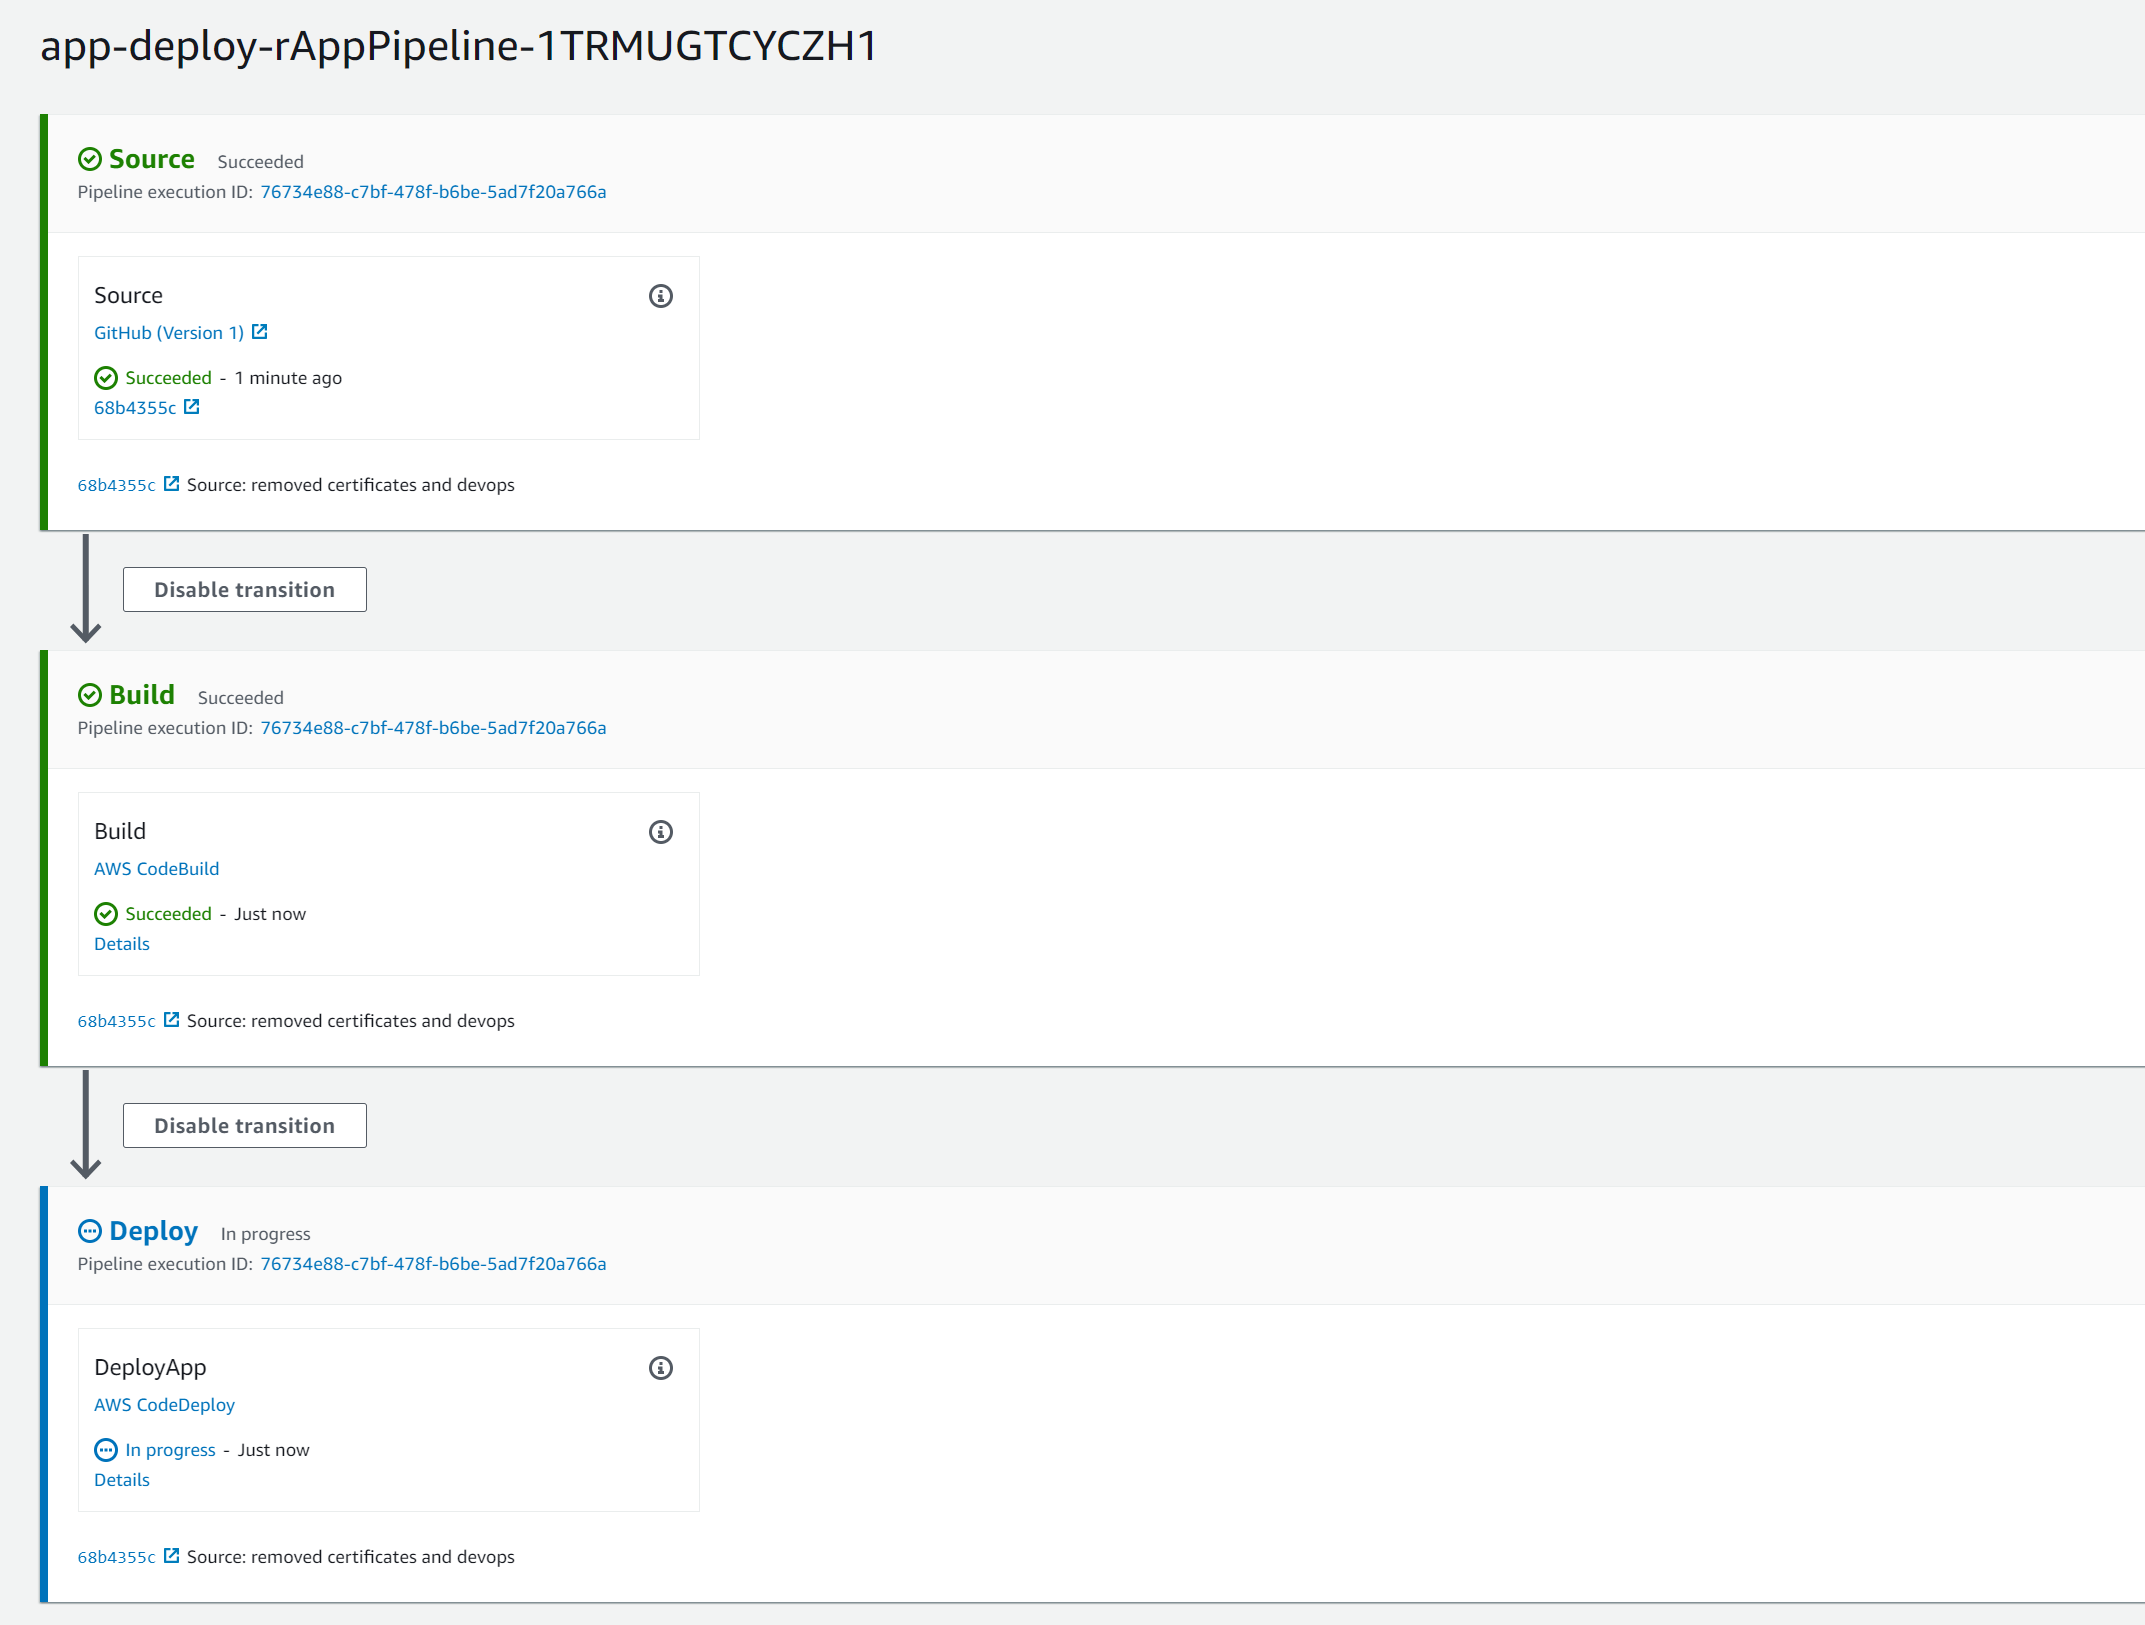 app-deploy-rAppPipeline-1TRMUGTCYCZH1
Source Succeeded
Pipeline execution ID: 76734e88-c7bf-478f-b6be-5ad7f20a766a
Source
GitHub (Version 1)
Succeeded - 1 minute ago
68b4355c
68b4355c Source: removed certificates and devops
Disable transition
Build Succeeded
Pipeline execution ID: 76734e88-c7bf-478f-b6be-5ad7f20a766a
Build
AWS CodeBuild
Succeeded - Just now
Details
68b4355c Source: removed certificates and devops
Disable transition
Deploy In progress
Pipeline execution ID: 76734e88-c7bf-478f-b6be-5ad7f20a766a
DeployApp
AWS CodeDeploy
In progress - Just now
Details
68b4355c Source: removed certificates and devops